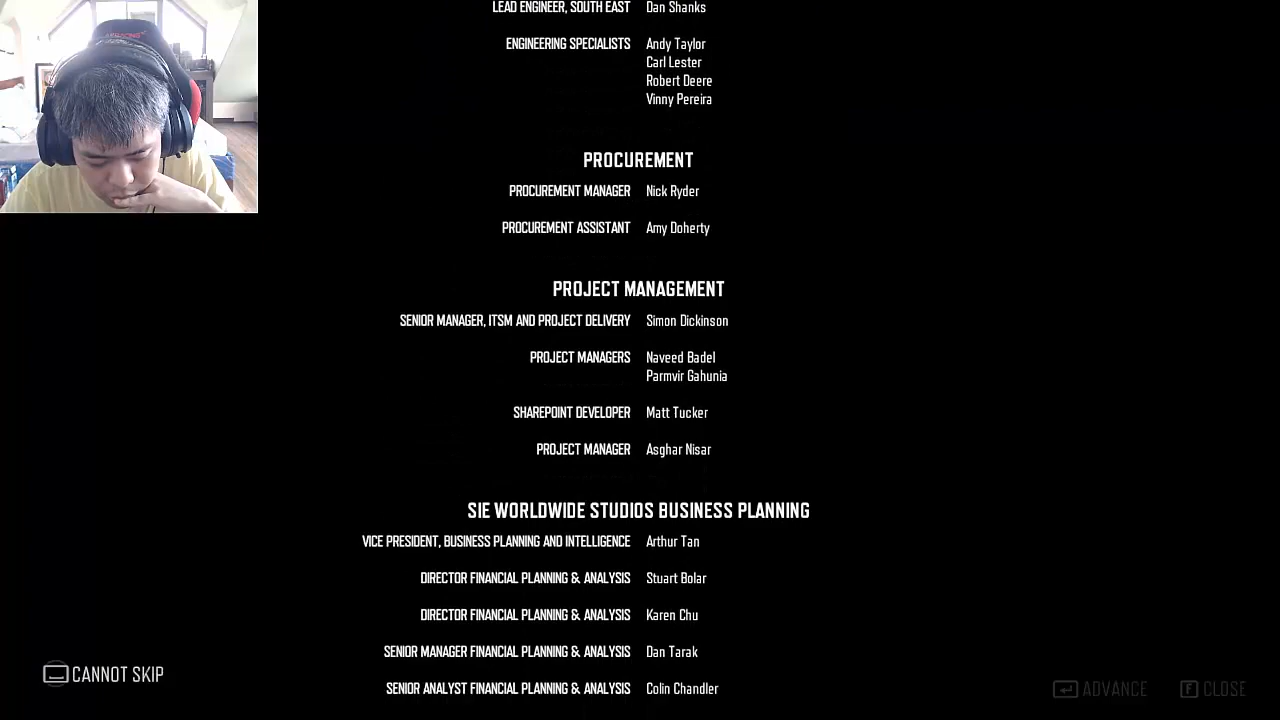 LEAD ENGINEER, SOUTH EAST Dan Shanks
ENGINEERING SPECIALISTS Andy Taylor
Carl Lester
Robert Deere
Vinny Pereira
PROCUREMENT
PROCUREMENT MANAGER Nick Ryder
PROCUREMENT ASSISTANT Amy Doherty
PROJECT MANAGEMENT
SENIOR MANAGER, ITSM AND PROJECT DELIVERY Simon Dickinson
PROJECT MANAGERS Naveed Badel
Parmvir Gahunia
SHAREPOINT DEVELOPER Matt Tucker
PROJECT MANAGER Asghar Nisar
SIE WORLDWIDE STUDIOS BUSINESS PLANNING
VICE PRESIDENT, BUSINESS PLANNING AND INTELLIGENCE Arthur Tan
DIRECTOR FINANCIAL PLANNING & ANALYSIS Stuart Bolar
DIRECTOR FINANCIAL PLANNING & ANALYSIS Karen Chu
SENIOR MANAGER FINANCIAL PLANNING & ANALYSIS Dan Tarak
SENIOR ANALYST FINANCIAL PLANNING & ANALYSIS Colin Chandler
CANNOT SKIP
ADVANCE F CLOSE